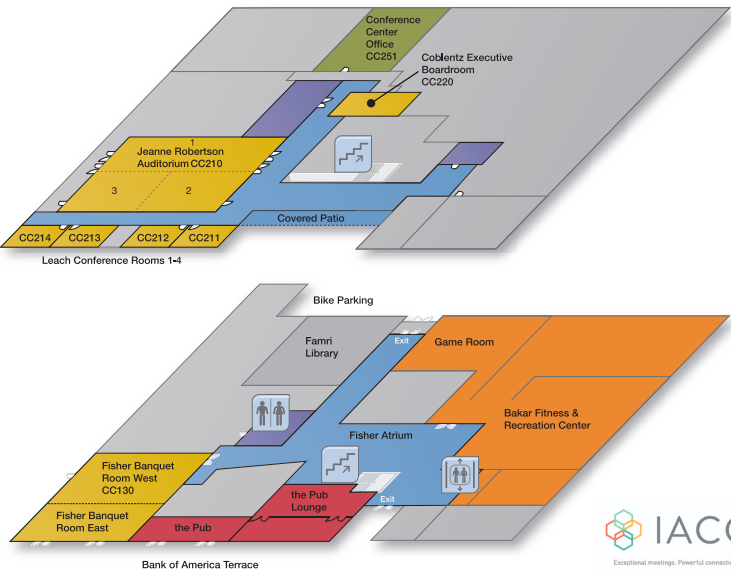 Conference
Center
Office
CC251
Coblentz Executive
Boardroom
CC220
1
Jeanne Robertson
Auditorium CC210
3
2
Covered Patio
CC214
CC213
CC212
CC211
Leach Conference Rooms 1-4
Bike Parking
Exit
Famri
Library
Game Room
Bakar Fitness &
Recreation Center
Fisher Atrium
Fisher Banquet
Room West
CC130
the Pub
Lounge
Exit
Fisher Banquet
Room East
the Pub
Bank of America Terrace
IACC
Exceptional meetings. Powerful